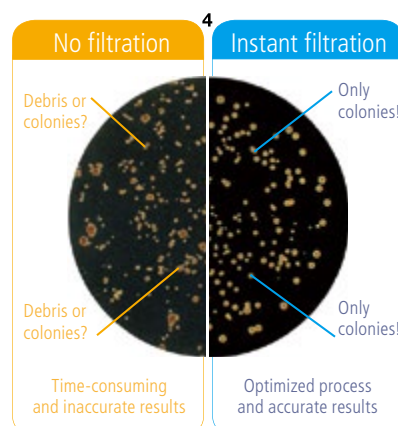 4
No filtration
Instant filtration
Debris or
colonies?
Only
colonies!
Debris or
colonies?
Only
colonies!
Time-consuming
and inaccurate results
Optimized process
and accurate results